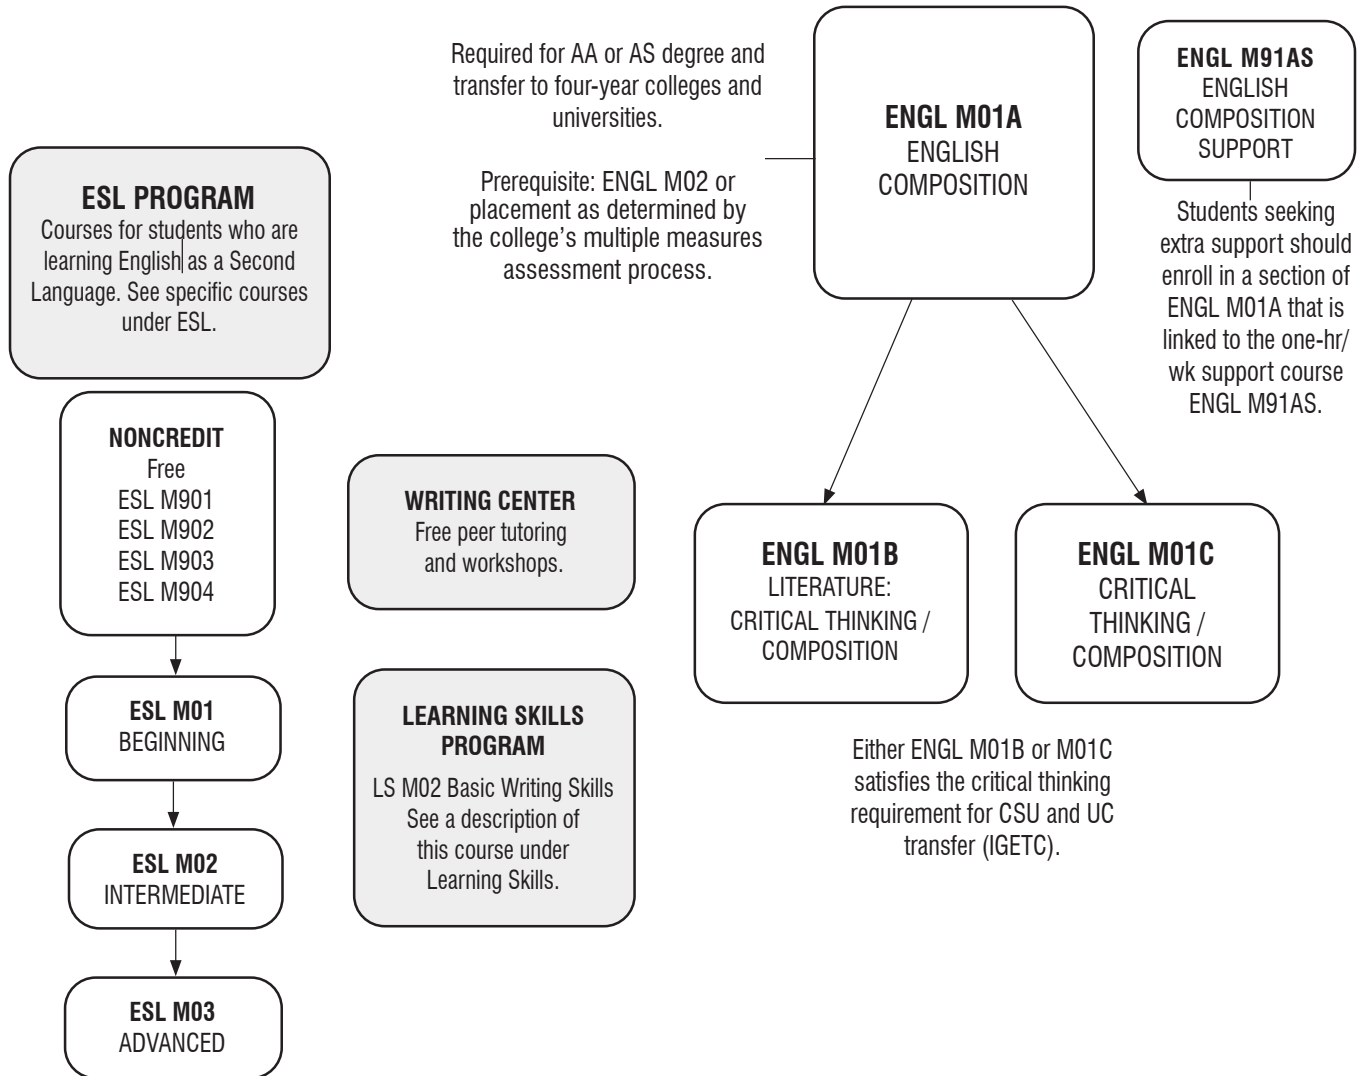 Required for AA or AS degree and
transfer to four-year colleges and
universities.
Prerequisite: ENGL M02 or
placement as determined by
the college’s multiple measures
assessment process.
ENGL M01A
ENGLISH
COMPOSITION
ENGL M91AS
ENGLISH
COMPOSITION
SUPPORT
Students seeking
extra support should
enroll in a section of
ENGL M01A that is
linked to the one-hr/
wk support course
ENGL M91AS.
ESL PROGRAM
Courses for students who are
learning English as a Second
Language. See specific courses
under ESL.
NONCREDIT
Free
ESL M901
ESL M902
ESL M903
ESL M904
ESL M01
BEGINNING
ESL M02
INTERMEDIATE
ESL M03
ADVANCED
WRITING CENTER
Free peer tutoring
and workshops.
LEARNING SKILLS
PROGRAM
LS M02 Basic Writing Skills
See a description of
this course under
Learning Skills.
ENGL M01B
LITERATURE:
CRITICAL THINKING /
COMPOSITION
ENGL M01C
CRITICAL
THINKING /
COMPOSITION
Either ENGL M01B or M01C
satisfies the critical thinking
requirement for CSU and UC
transfer (IGETC).